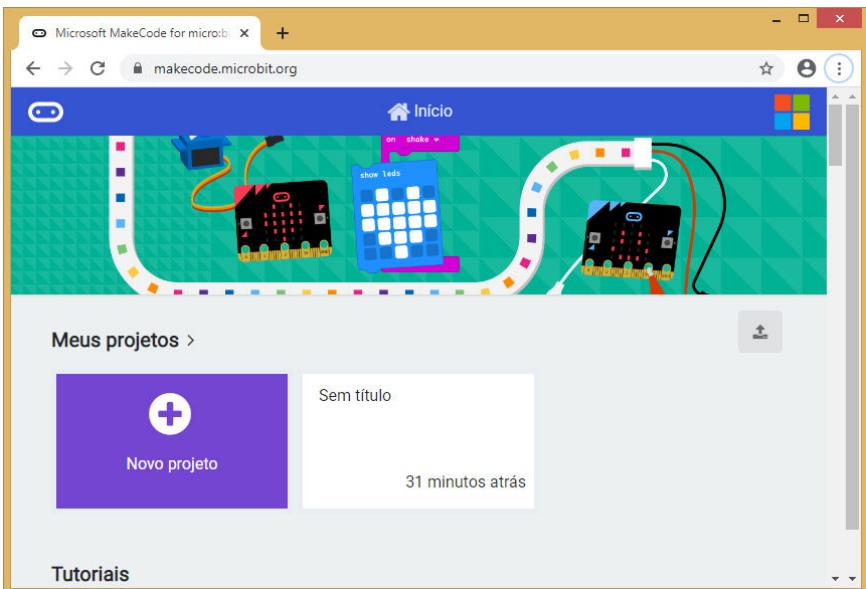 Microsoft MakeCode for micro:b
makecode.microbit.org
Início
on shake
show leds
Meus projetos >
Novo projeto
Sem título
31 minutos atrás
Tutoriais